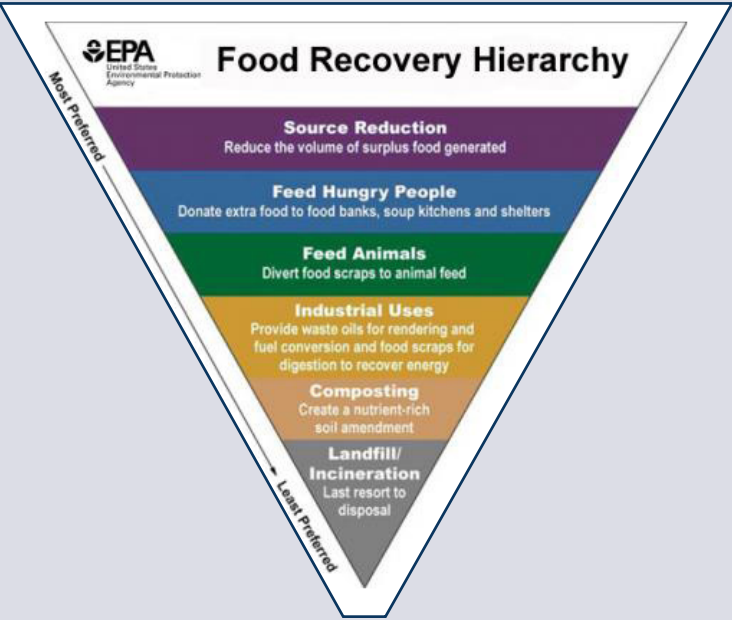 EPA
United States
Environmental Protection
Agency
Food Recovery Hierarchy
Most Preferred
Source Reduction
Reduce the volume of surplus food generated
Feed Hungry People
Donate extra food to food banks, soup kitchens and shelters
Feed Animals
Divert food scraps to animal feed
Industrial Uses
Provide waste oils for rendering and
fuel conversion and food scraps for
digestion to recover energy
Composting
Create a nutrient-rich
soil amendment
Landfill/
Incineration
Last resort to
disposal
Least Preferred